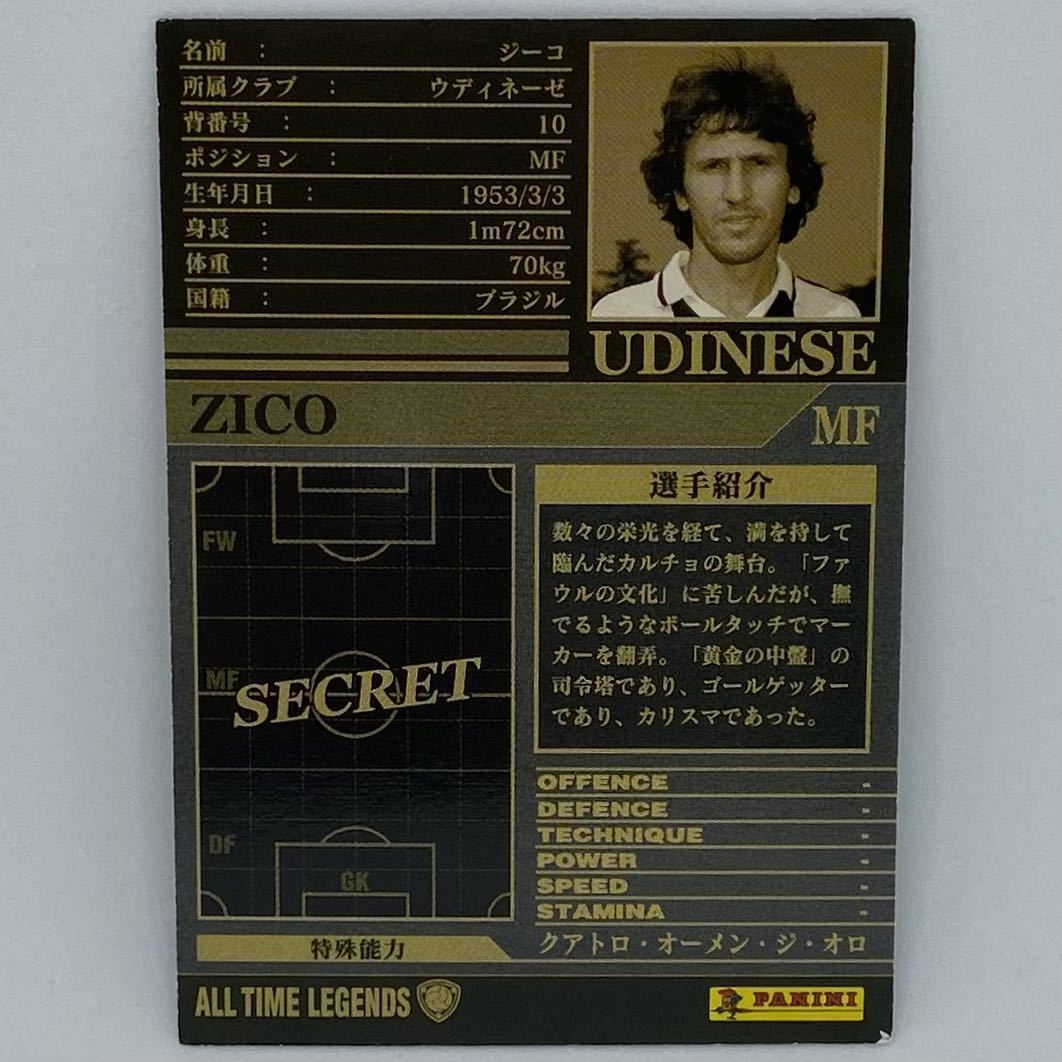 名前 : ジーコ
所属クラブ : ウディネーゼ
背番号 : 10
ポジション : MF
生年月日 : 1953/3/3
身長 : 1m72cm
体重 : 70kg
国籍 : ブラジル
UDINESE
ZICO
MF
FW
MF
SECRET
DF
GK
選手紹介
数々の栄光を経て、満を持して
臨んだカルチョの舞台。「ファ
ウルの文化」に苦しんだが、撫
でるようなボールタッチでマー
カーを翻弄。「黄金の中盤」の
司令塔であり、ゴールゲッター
であり、カリスマであった。
OFFENCE -
DEFENCE -
TECHNIQUE -
POWER -
SPEED -
STAMINA -
特殊能力 クアトロ・オーメン・ジ・オロ
ALL TIME LEGENDS
PANINI